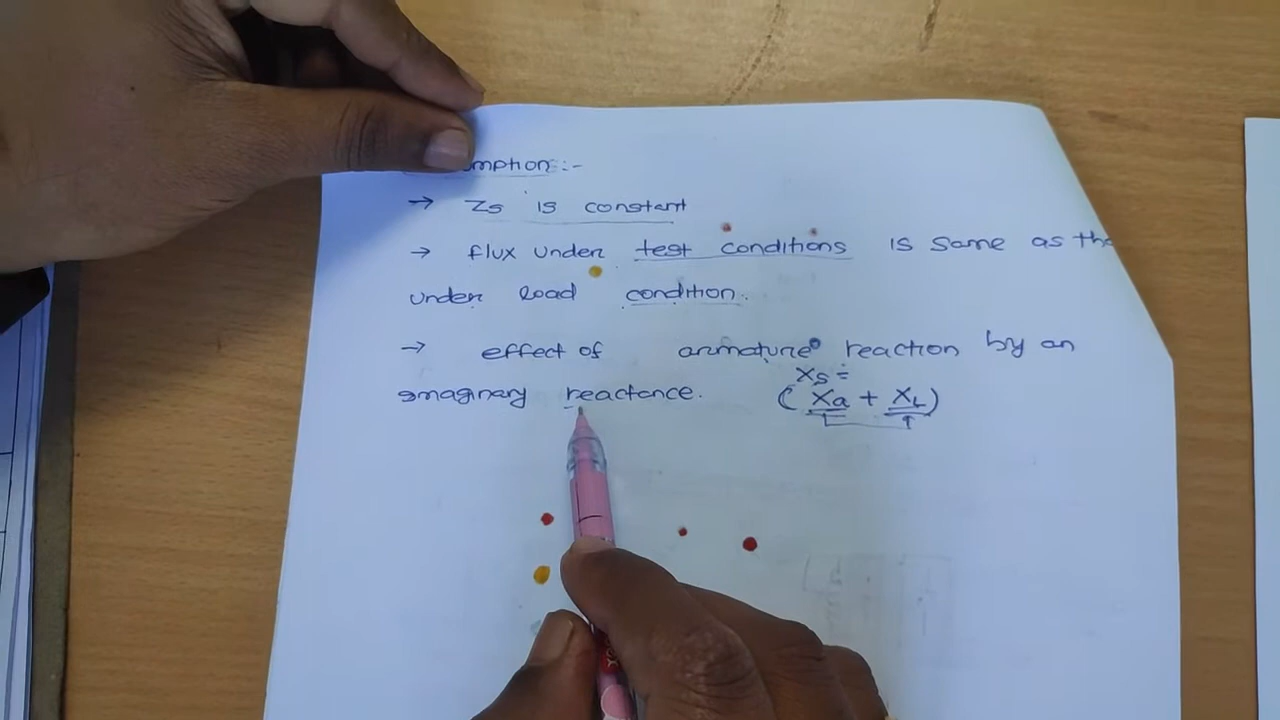 mption:-
→ Zs is constant
→ flux under test conditions is same as the
under load condition.
→ effect of armature reaction by an
imaginary reactance.
Xs =
(Xa + XL)